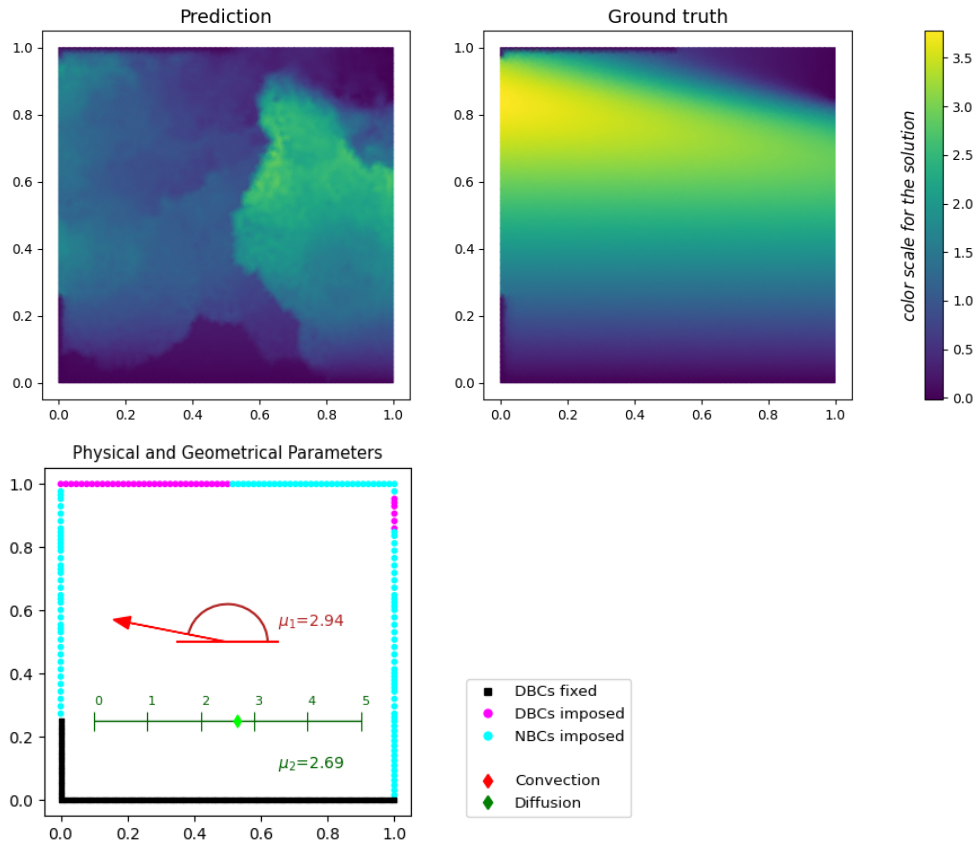 Prediction
Ground truth
1.0
0.8
0.6
0.4
0.2
0.0
0.0 0.2 0.4 0.6 0.8 1.0
1.0
0.8
0.6
0.4
0.2
0.0
0.0 0.2 0.4 0.6 0.8 1.0
color scale for the solution
3.5
3.0
2.5
2.0
1.5
1.0
0.5
0.0
Physical and Geometrical Parameters
1.0
0.8
0.6
0.4
0.2
0.0
μ1=2.94
0 1 2 3 4 5
μ2=2.69
0.0 0.2 0.4 0.6 0.8 1.0
DBCs fixed
DBCs imposed
NBCs imposed
Convection
Diffusion